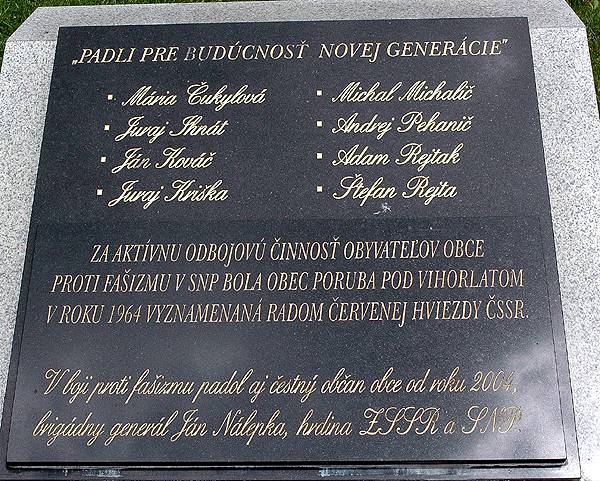 „PADLI PRE BUDÚCNOSŤ NOVEJ GENERÁCIE"
· Mária Čukylová
· Juraj Ihnát
· Ján Kováč
· Juraj Kriška
· Michal Michalič
· Andrej Pehanič
· Adam Rejtak
· Štefan Rejta
ZA AKTÍVNU ODBOJOVÚ ČINNOSŤ OBYVATEĽOV OBCE
PROTI FAŠIZMU V SNP BOLA OBEC PORUBA POD VIHORLATOM
V ROKU 1964 VYZNAMENANÁ RADOM ČERVENEJ HVIEZDY ČSSR.
V boji proti fašizmu padol aj čestný občan obce od roku 2004,
brigádny generál Ján Nálepka, hrdina ZSSR a SNP.